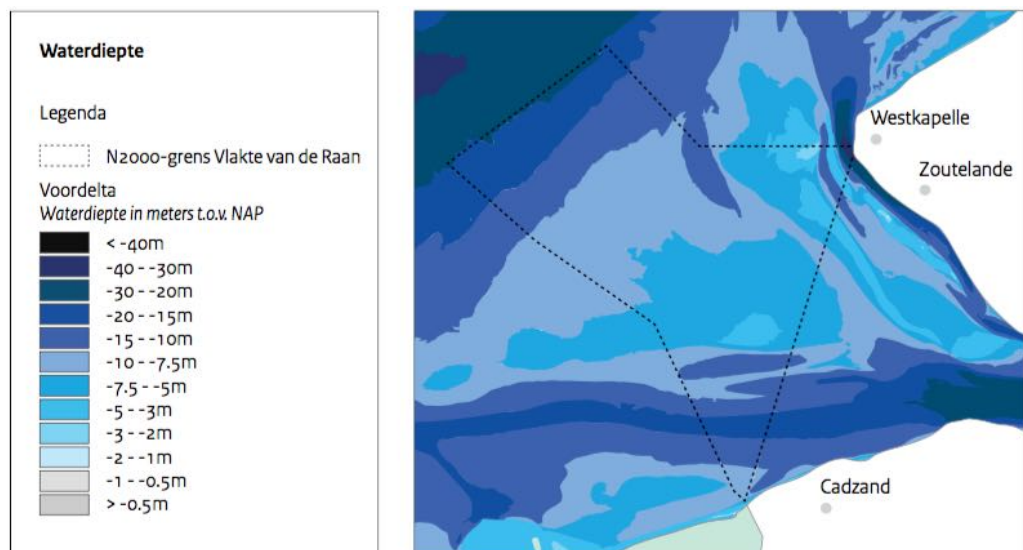 Waterdiepte
Legenda
N2000-grens Vlakte van de Raan
Voordelta
Waterdiepte in meters t.o.v. NAP
< -40m
-40 - -30m
-30 - -20m
-20 - -15m
-15 - -10m
-10 - -7.5m
-7.5 - -5m
-5 - -3m
-3 - -2m
-2 - -1m
-1 - -0.5m
> -0.5m
Westkapelle
Zoutelande
Cadzand